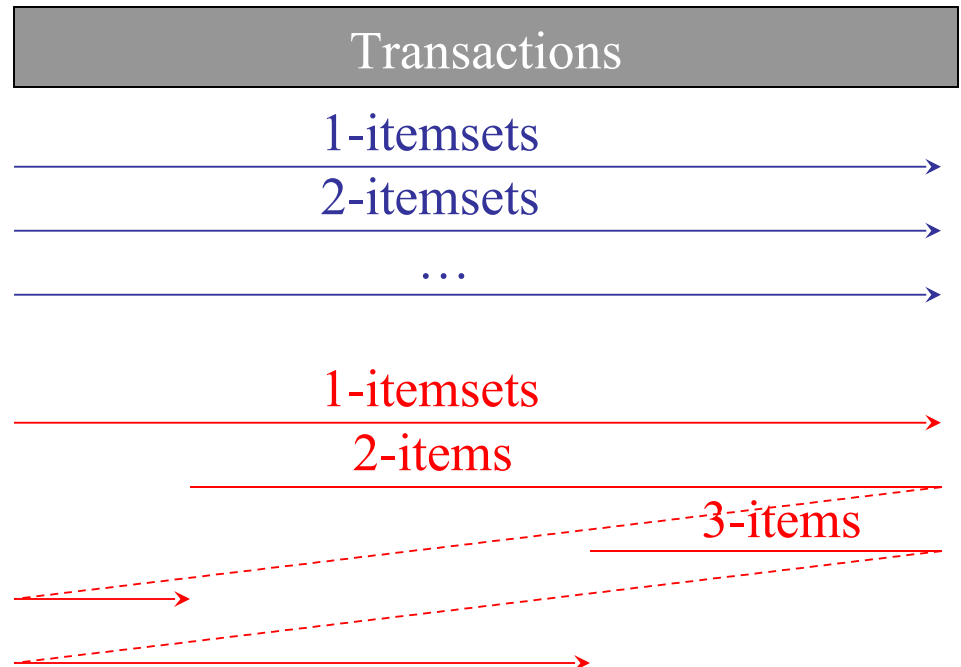 Transactions
1-itemsets
2-itemsets
…
1-itemsets
2-items
3-items